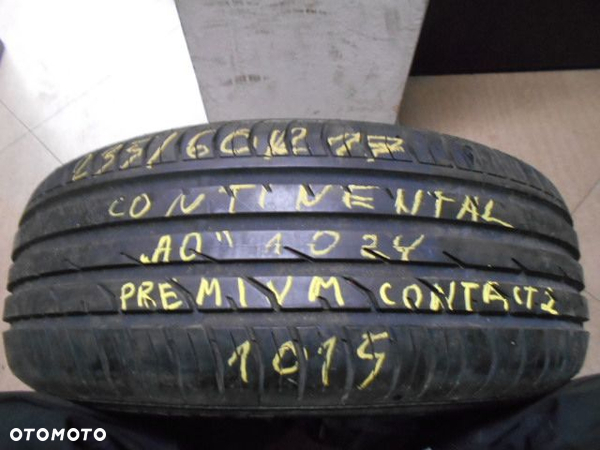 235/60R17
CONTINENTAL
„AO" 1024
PREMIUM CONTACT2
1015
OTOMOTO